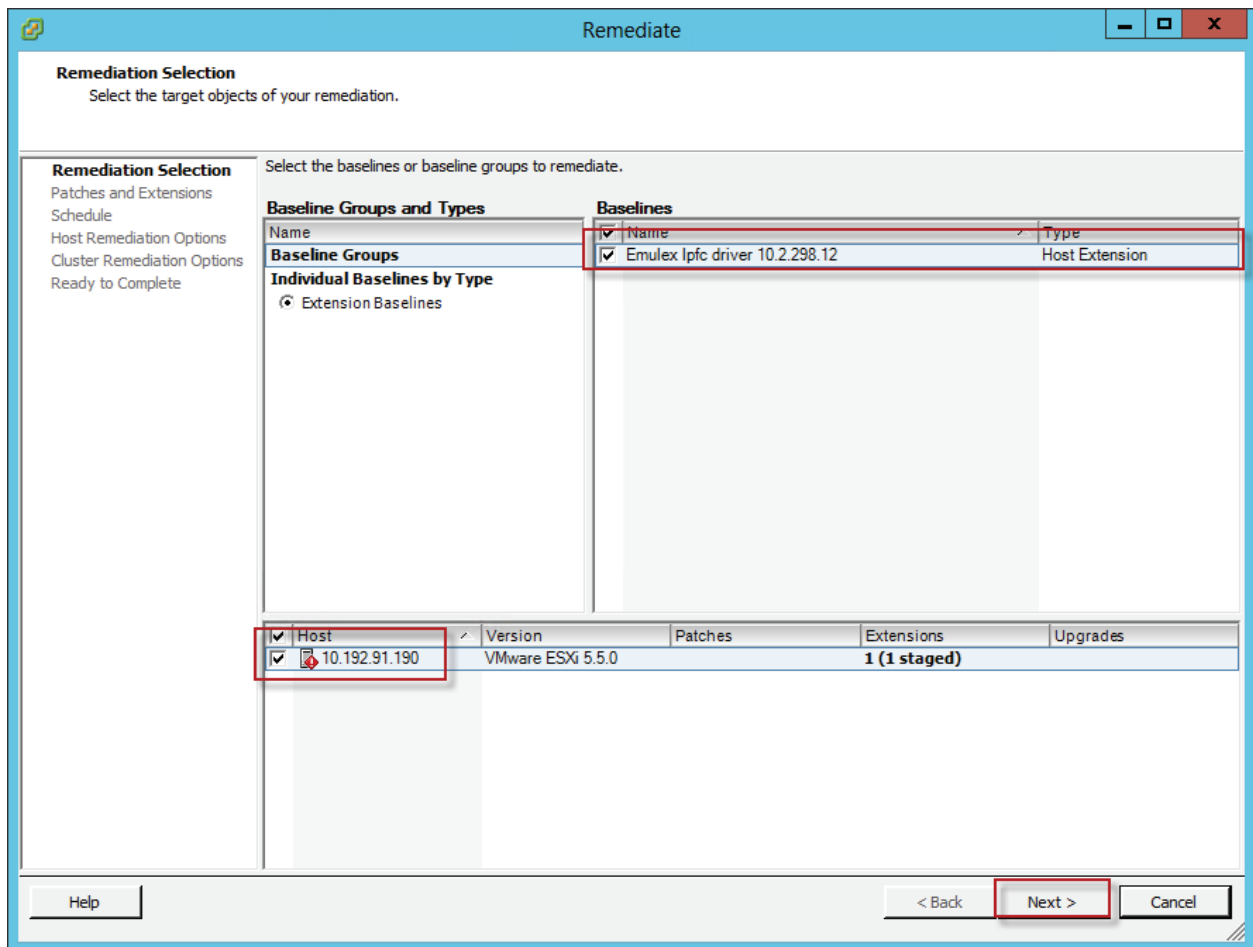 Remediate
Remediation Selection
Select the target objects of your remediation.
Remediation Selection
Patches and Extensions
Schedule
Host Remediation Options
Cluster Remediation Options
Ready to Complete
Select the baselines or baseline groups to remediate.
Baseline Groups and Types
Name
Baseline Groups
Individual Baselines by Type
Extension Baselines
Baselines
Name Type
Emulex lpfc driver 10.2.298.12 Host Extension
Host Version Patches Extensions Upgrades
10.192.91.190 VMware ESXi 5.5.0 1 (1 staged)
Help < Back Next > Cancel